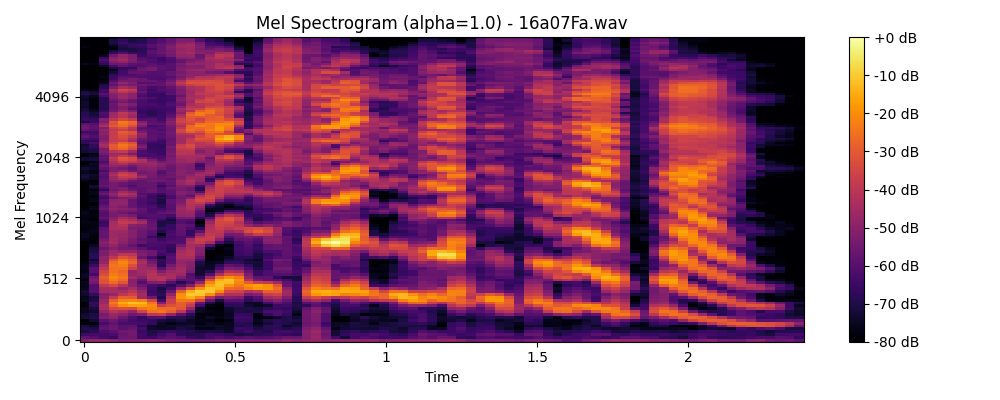 Mel Spectrogram (alpha=1.0) - 16a07Fa.wav
Mel Frequency
4096
2048
1024
512
0
0
0.5
1
1.5
2
Time
+0 dB
-10 dB
-20 dB
-30 dB
-40 dB
-50 dB
-60 dB
-70 dB
-80 dB